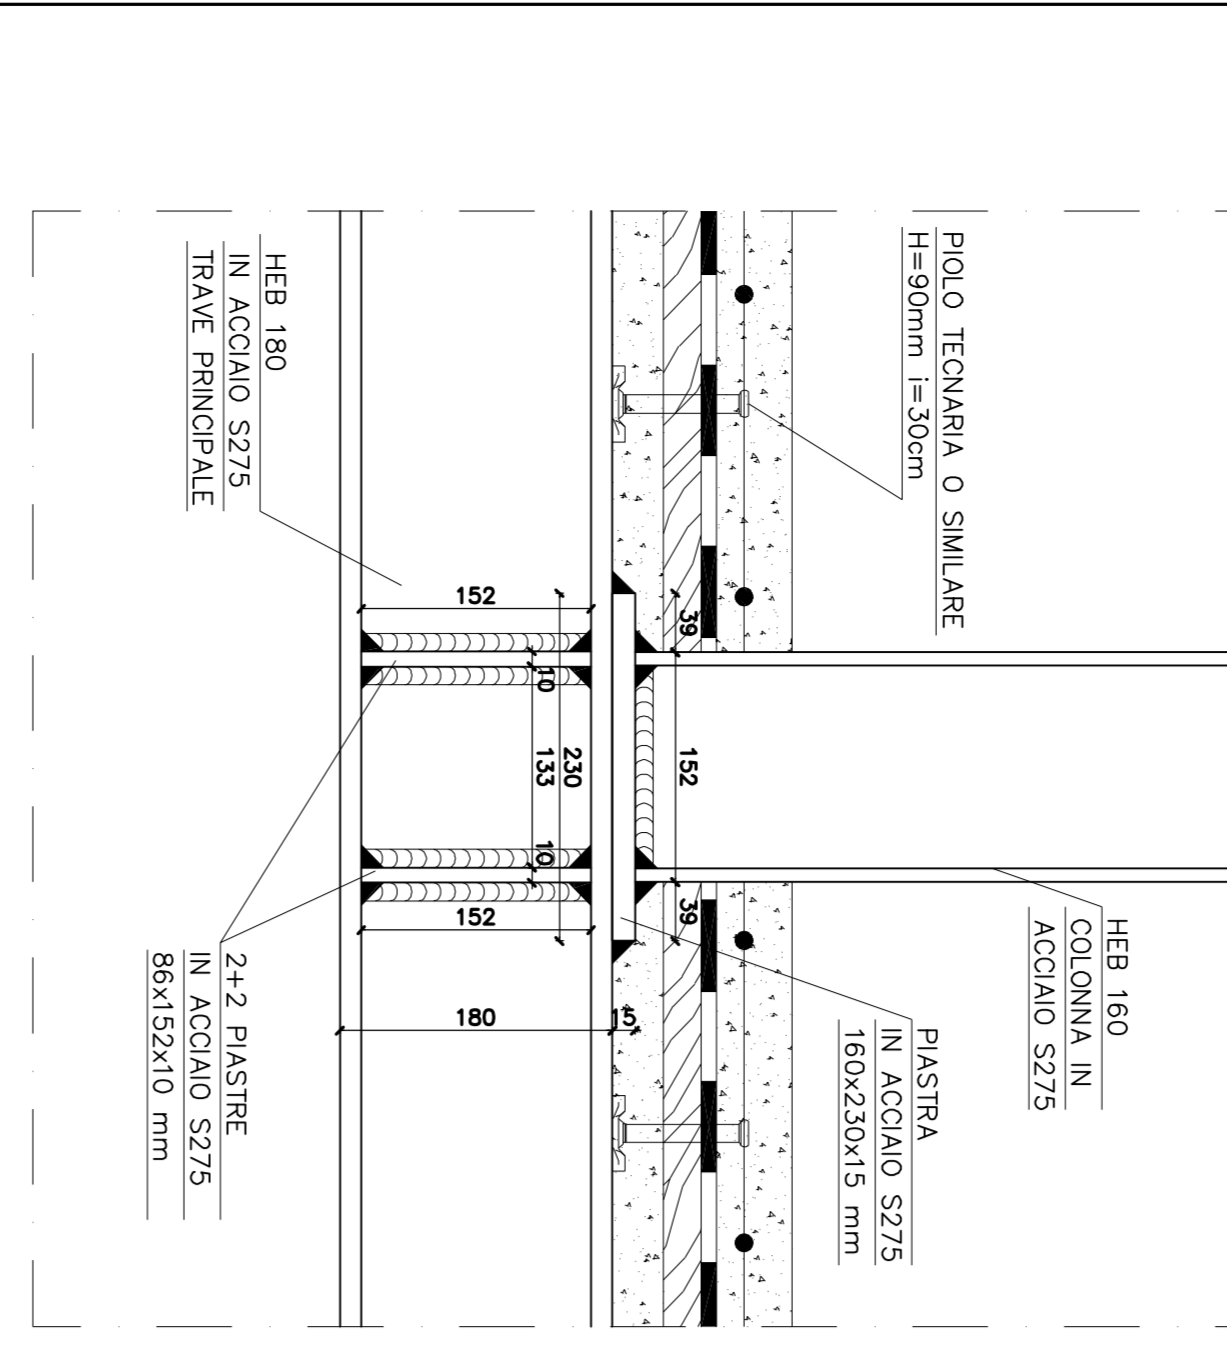 PIOLO TECNARIA O SIMILARE
H=90mm i=30cm
HEB 160
COLONNA IN
ACCIAIO S275
PIASTRA
IN ACCIAIO S275
160x230x15 mm
39
152
39
15
152
10
133
10
230
152
180
HEB 180
IN ACCIAIO S275
TRAVE PRINCIPALE
2+2 PIASTRE
IN ACCIAIO S275
86x152x10 mm